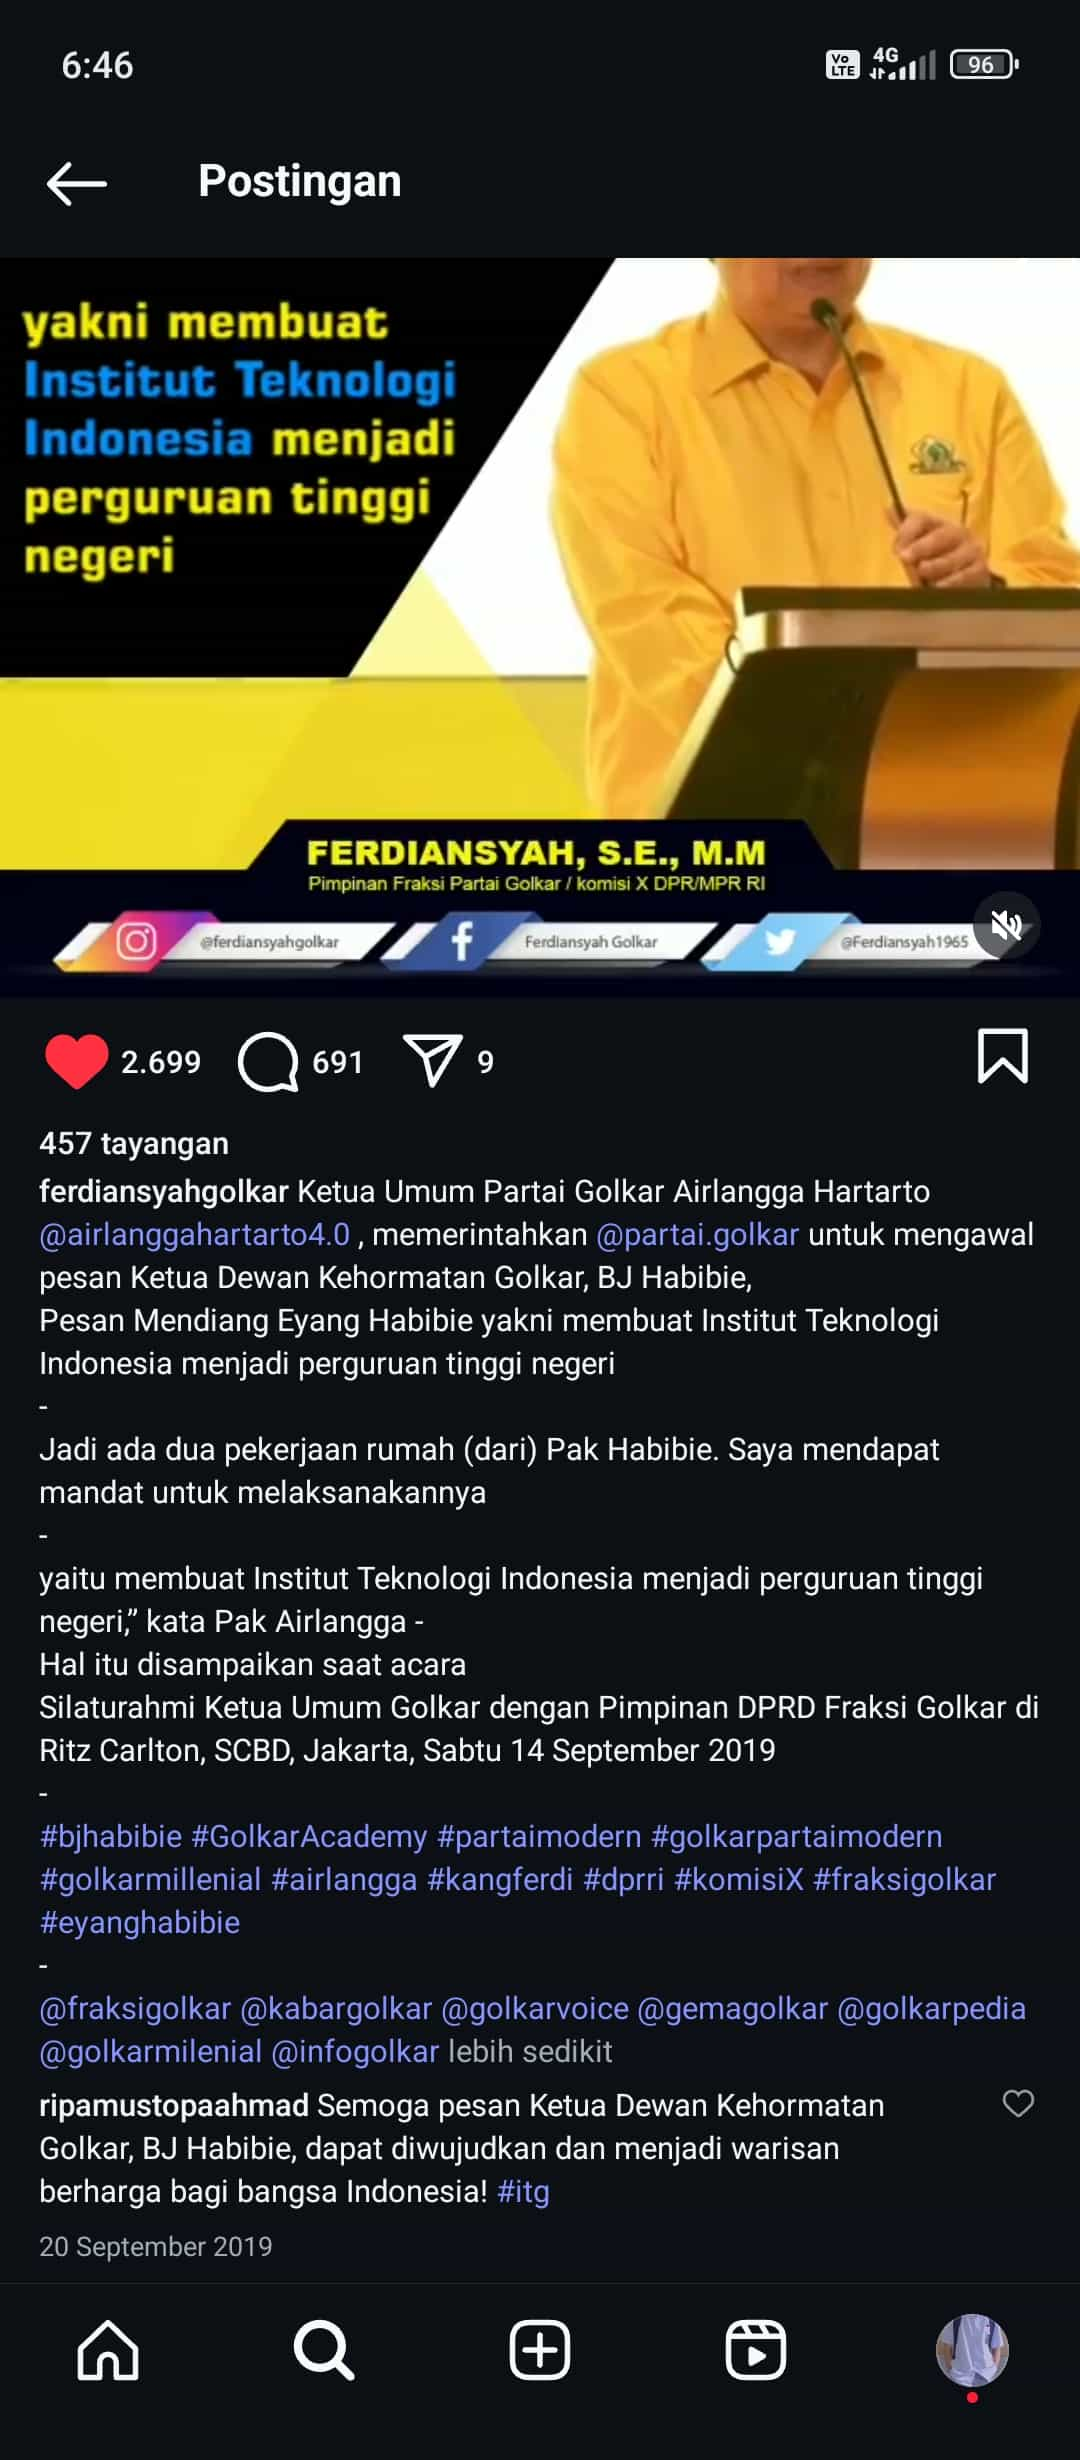 6:46
Vo LTE 4G 96
Postingan
yakni membuat
Institut Teknologi
Indonesia menjadi
perguruan tinggi
negeri
FERDIANSYAH, S.E., M.M
Pimpinan Fraksi Partai Golkar / komisi X DPR/MPR RI
@ferdiansyahgolkar Ferdiansyah Golkar @Ferdiansyah1965
2.699 691 9
457 tayangan
ferdiansyahgolkar Ketua Umum Partai Golkar Airlangga Hartarto
@airlanggahartarto4.0 , memerintahkan @partai.golkar untuk mengawal
pesan Ketua Dewan Kehormatan Golkar, BJ Habibie,
Pesan Mendiang Eyang Habibie yakni membuat Institut Teknologi
Indonesia menjadi perguruan tinggi negeri
-
Jadi ada dua pekerjaan rumah (dari) Pak Habibie. Saya mendapat
mandat untuk melaksanakannya
-
yaitu membuat Institut Teknologi Indonesia menjadi perguruan tinggi
negeri,” kata Pak Airlangga -
Hal itu disampaikan saat acara
Silaturahmi Ketua Umum Golkar dengan Pimpinan DPRD Fraksi Golkar di
Ritz Carlton, SCBD, Jakarta, Sabtu 14 September 2019
-
#bjhabibie #GolkarAcademy #partaimodern #golkarpartaimodern
#golkarmillenial #airlangga #kangferdi #dprri #komisiX #fraksigolkar
#eyanghabibie
-
@fraksigolkar @kabargolkar @golkarvoice @gemagolkar @golkarpedia
@golkarmilenial @infogolkar lebih sedikit
ripamustopaahmad Semoga pesan Ketua Dewan Kehormatan
Golkar, BJ Habibie, dapat diwujudkan dan menjadi warisan
berharga bagi bangsa Indonesia! #itg
20 September 2019